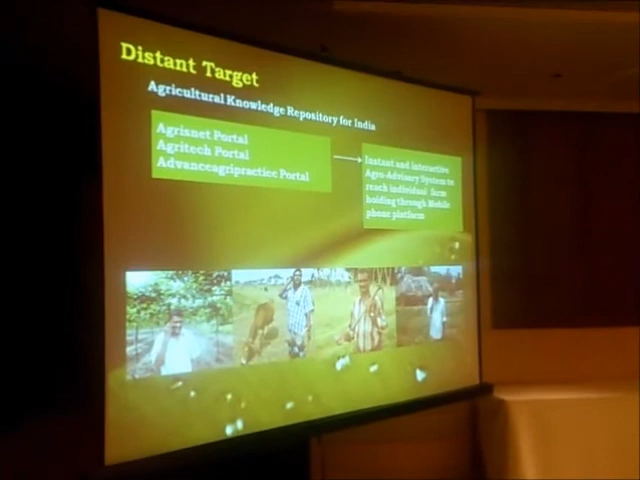 Distant Target
Agricultural Knowledge Repository for India
Agrisnet Portal
Agritech Portal
Advanceagripractice Portal
Instant and interactive
Agro-Advisory System to
reach individual farm
holding through Mobile
phone platform